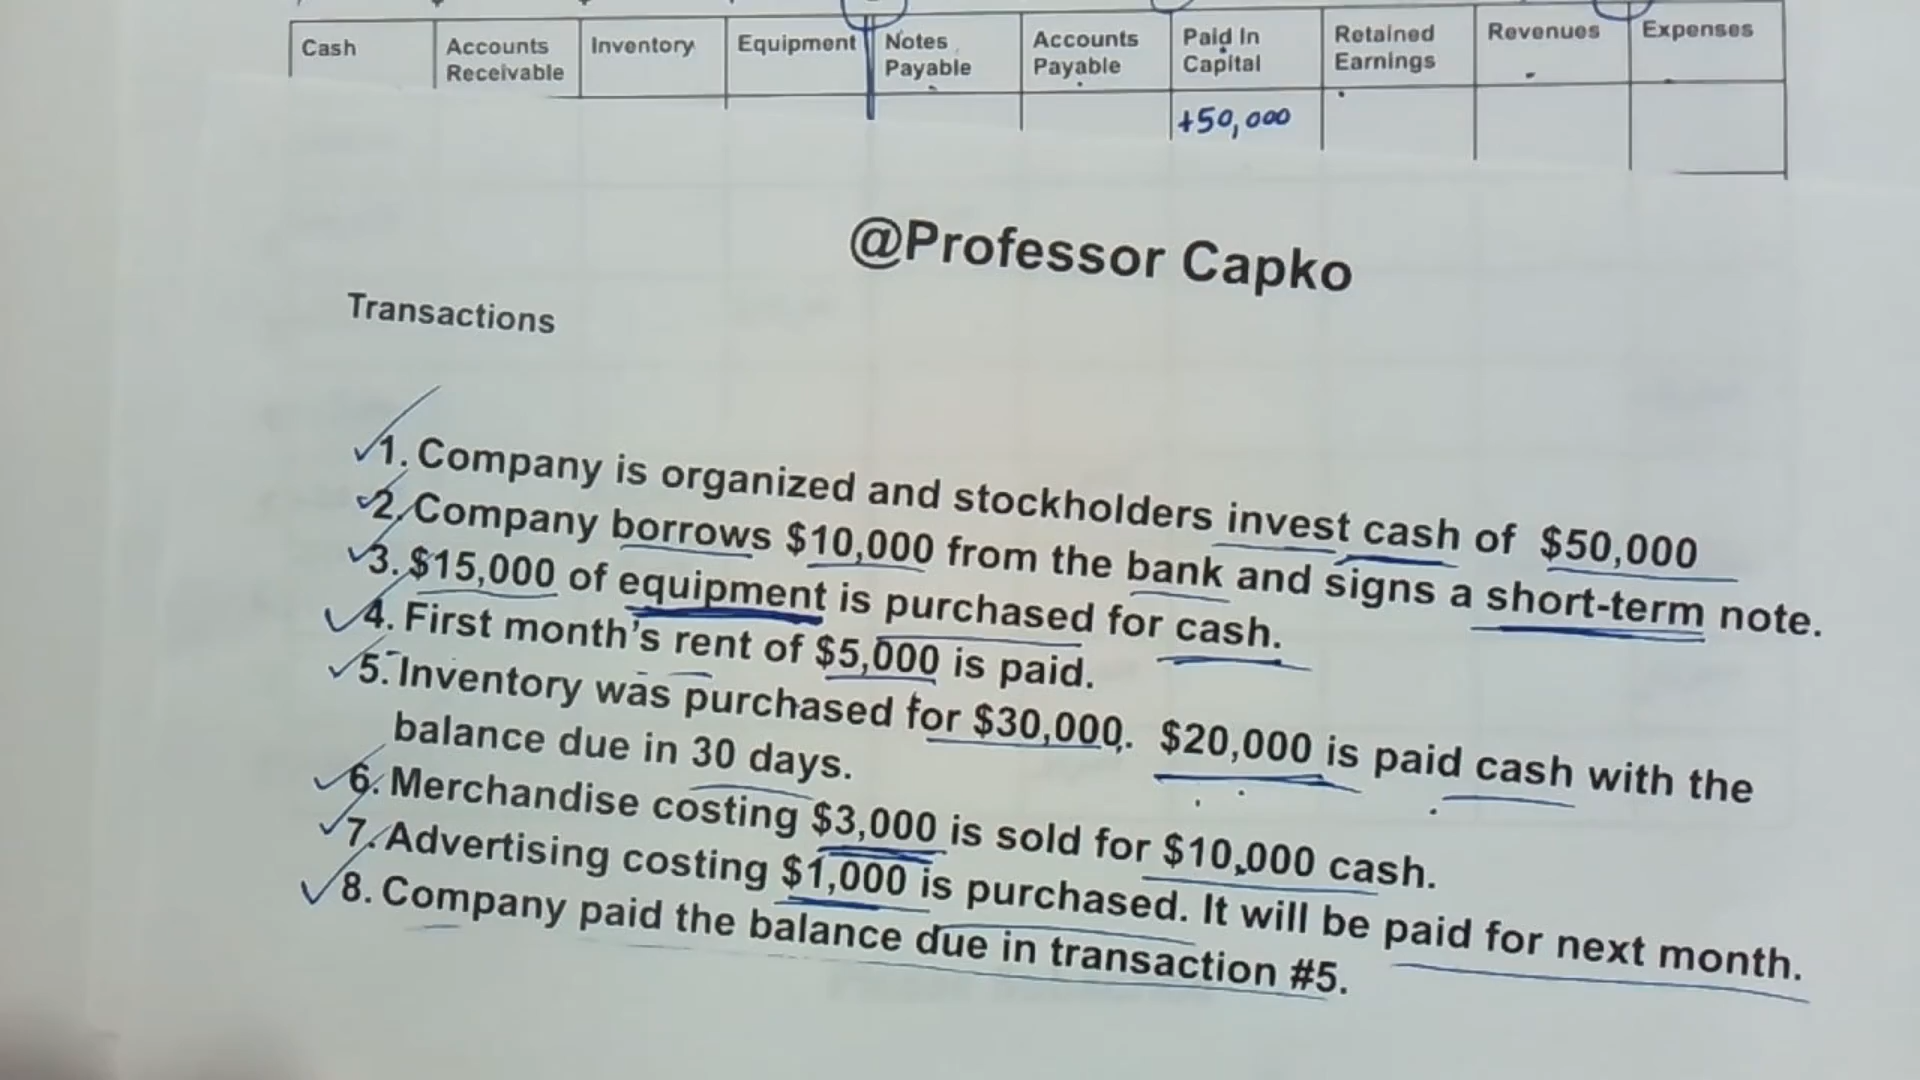 Cash Accounts Receivable Inventory Equipment Notes Payable Accounts Payable Paid In Capital Retained Earnings Revenues Expenses
+50,000
@Professor Capko
Transactions
1. Company is organized and stockholders invest cash of $50,000
2. Company borrows $10,000 from the bank and signs a short-term note.
3. $15,000 of equipment is purchased for cash.
4. First month's rent of $5,000 is paid.
5. Inventory was purchased for $30,000. $20,000 is paid cash with the
balance due in 30 days.
6. Merchandise costing $3,000 is sold for $10,000 cash.
7. Advertising costing $1,000 is purchased. It will be paid for next month.
8. Company paid the balance due in transaction #5.